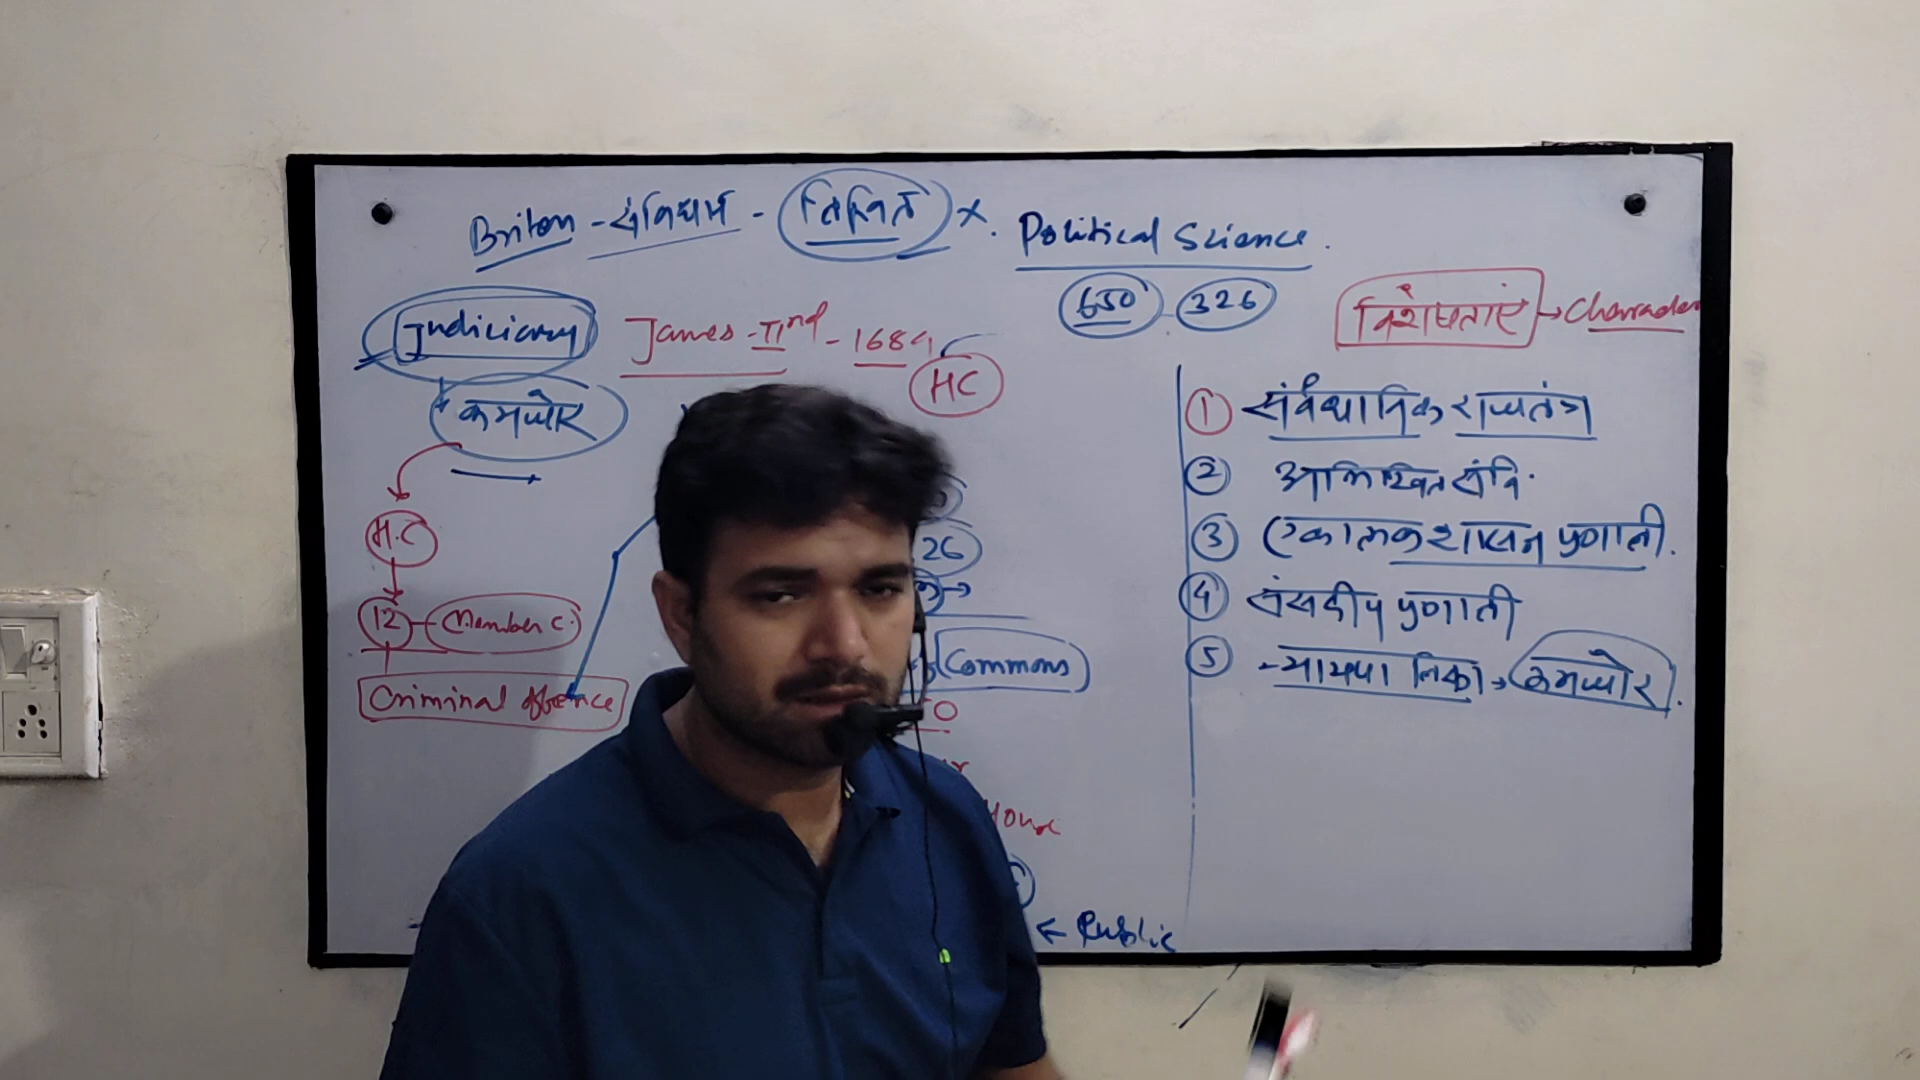 Briten - संविधान - लिखित ×. Political Science.
650 - 326
विशेषताएं → Character
Judiciary
James - IInd - 1689
HC
कमजोर
① संवैधानिक राजतंत्र
② अलिखित संवि.
③ एकात्मक शासन प्रणाली.
④ संसदीय प्रणाली
⑤ न्यायपालिका → कमजोर.
H.C
26
12 - Member C.
Commons
Criminal offence
← Public